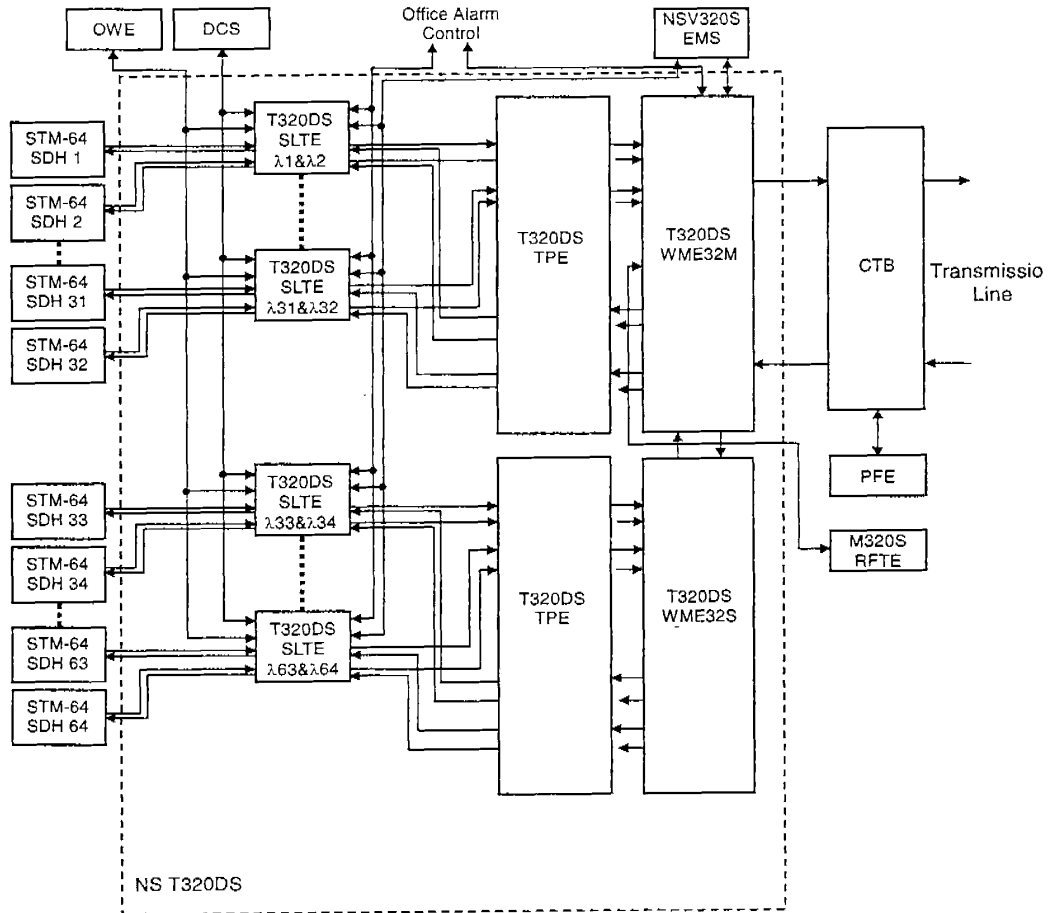 OWE
DCS
Office Alarm
Control
NSV320S
EMS
STM-64
SDH 1
STM-64
SDH 2
STM-64
SDH 31
STM-64
SDH 32
T320DS
SLTE
λ1&λ2
T320DS
SLTE
λ31&λ32
T320DS
TPE
T320DS
WME32M
CTB
Transmissio
Line
PFE
M320S
RFTE
STM-64
SDH 33
STM-64
SDH 34
STM-64
SDH 63
STM-64
SDH 64
T320DS
SLTE
λ33&λ34
T320DS
SLTE
λ63&λ64
T320DS
TPE
T320DS
WME32S
NS T320DS